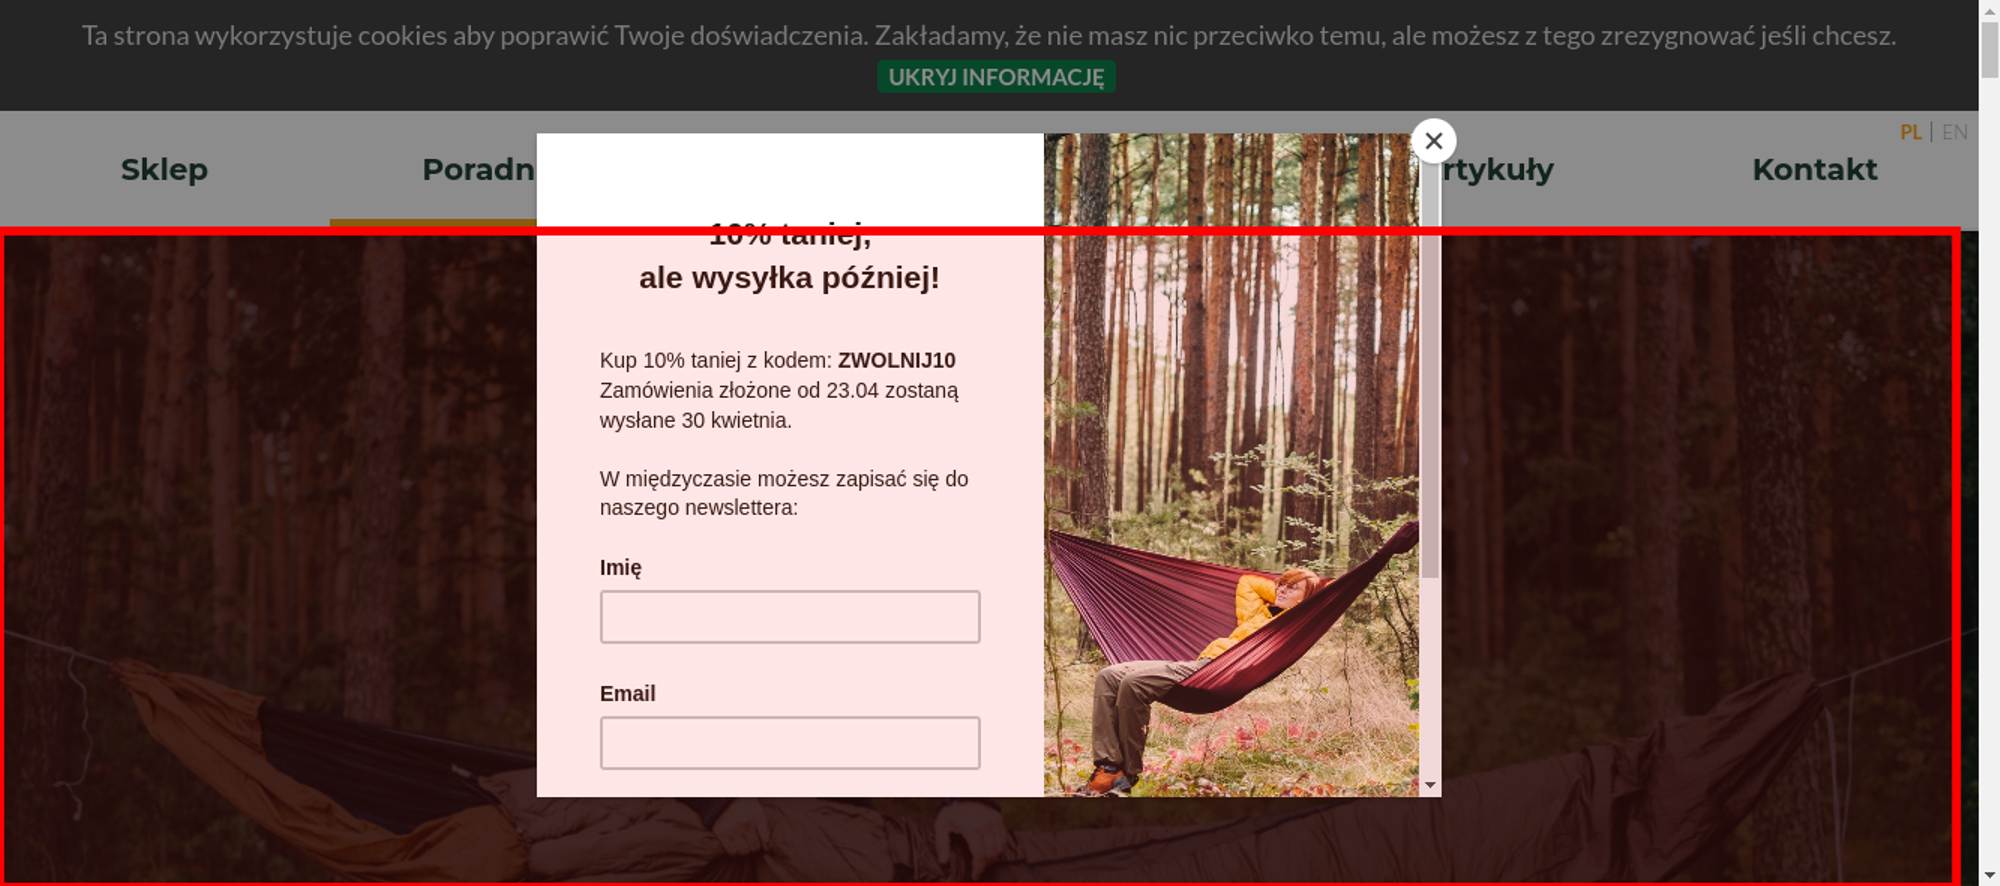 Ta strona wykorzystuje cookies aby poprawić Twoje doświadczenia. Zakładamy, że nie masz nic przeciwko temu, ale możesz z tego zrezygnować jeśli chcesz.
UKRYJ INFORMACJĘ
PL | EN
Sklep
Poradn
rtykuły
Kontakt
10% taniej,
ale wysyłka później!
Kup 10% taniej z kodem: ZWOLNIJ10
Zamówienia złożone od 23.04 zostaną
wysłane 30 kwietnia.
W międzyczasie możesz zapisać się do
naszego newslettera:
Imię
Email